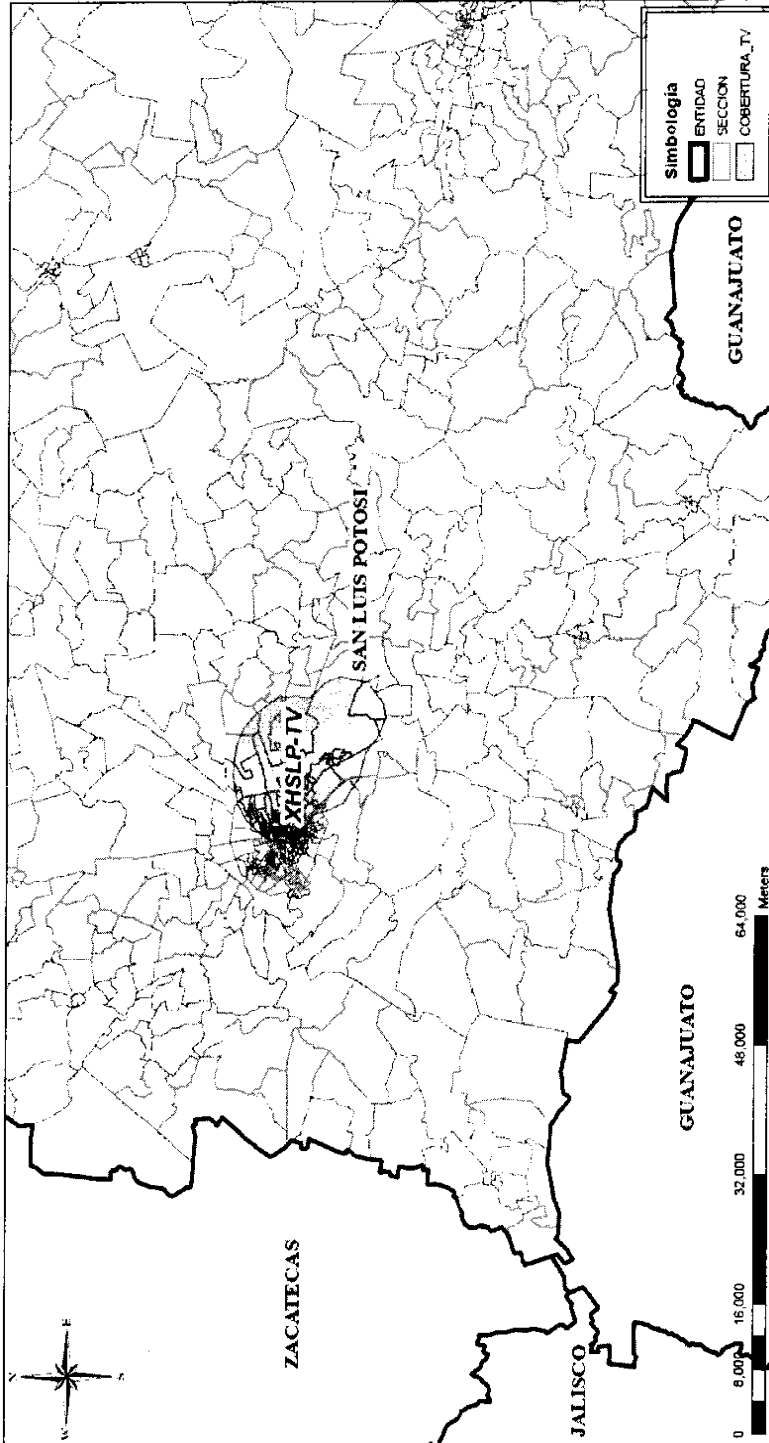 N
W
E
S
ZACATECAS
JALISCO
GUANAJUATO
XHSLP-TV
SAN LUIS POTOSI
GUANAJUATO
0 8,000 16,000 32,000 48,000 64,000
Meters
Simbología
ENTIDAD
SECCION
COBERTURA_TV